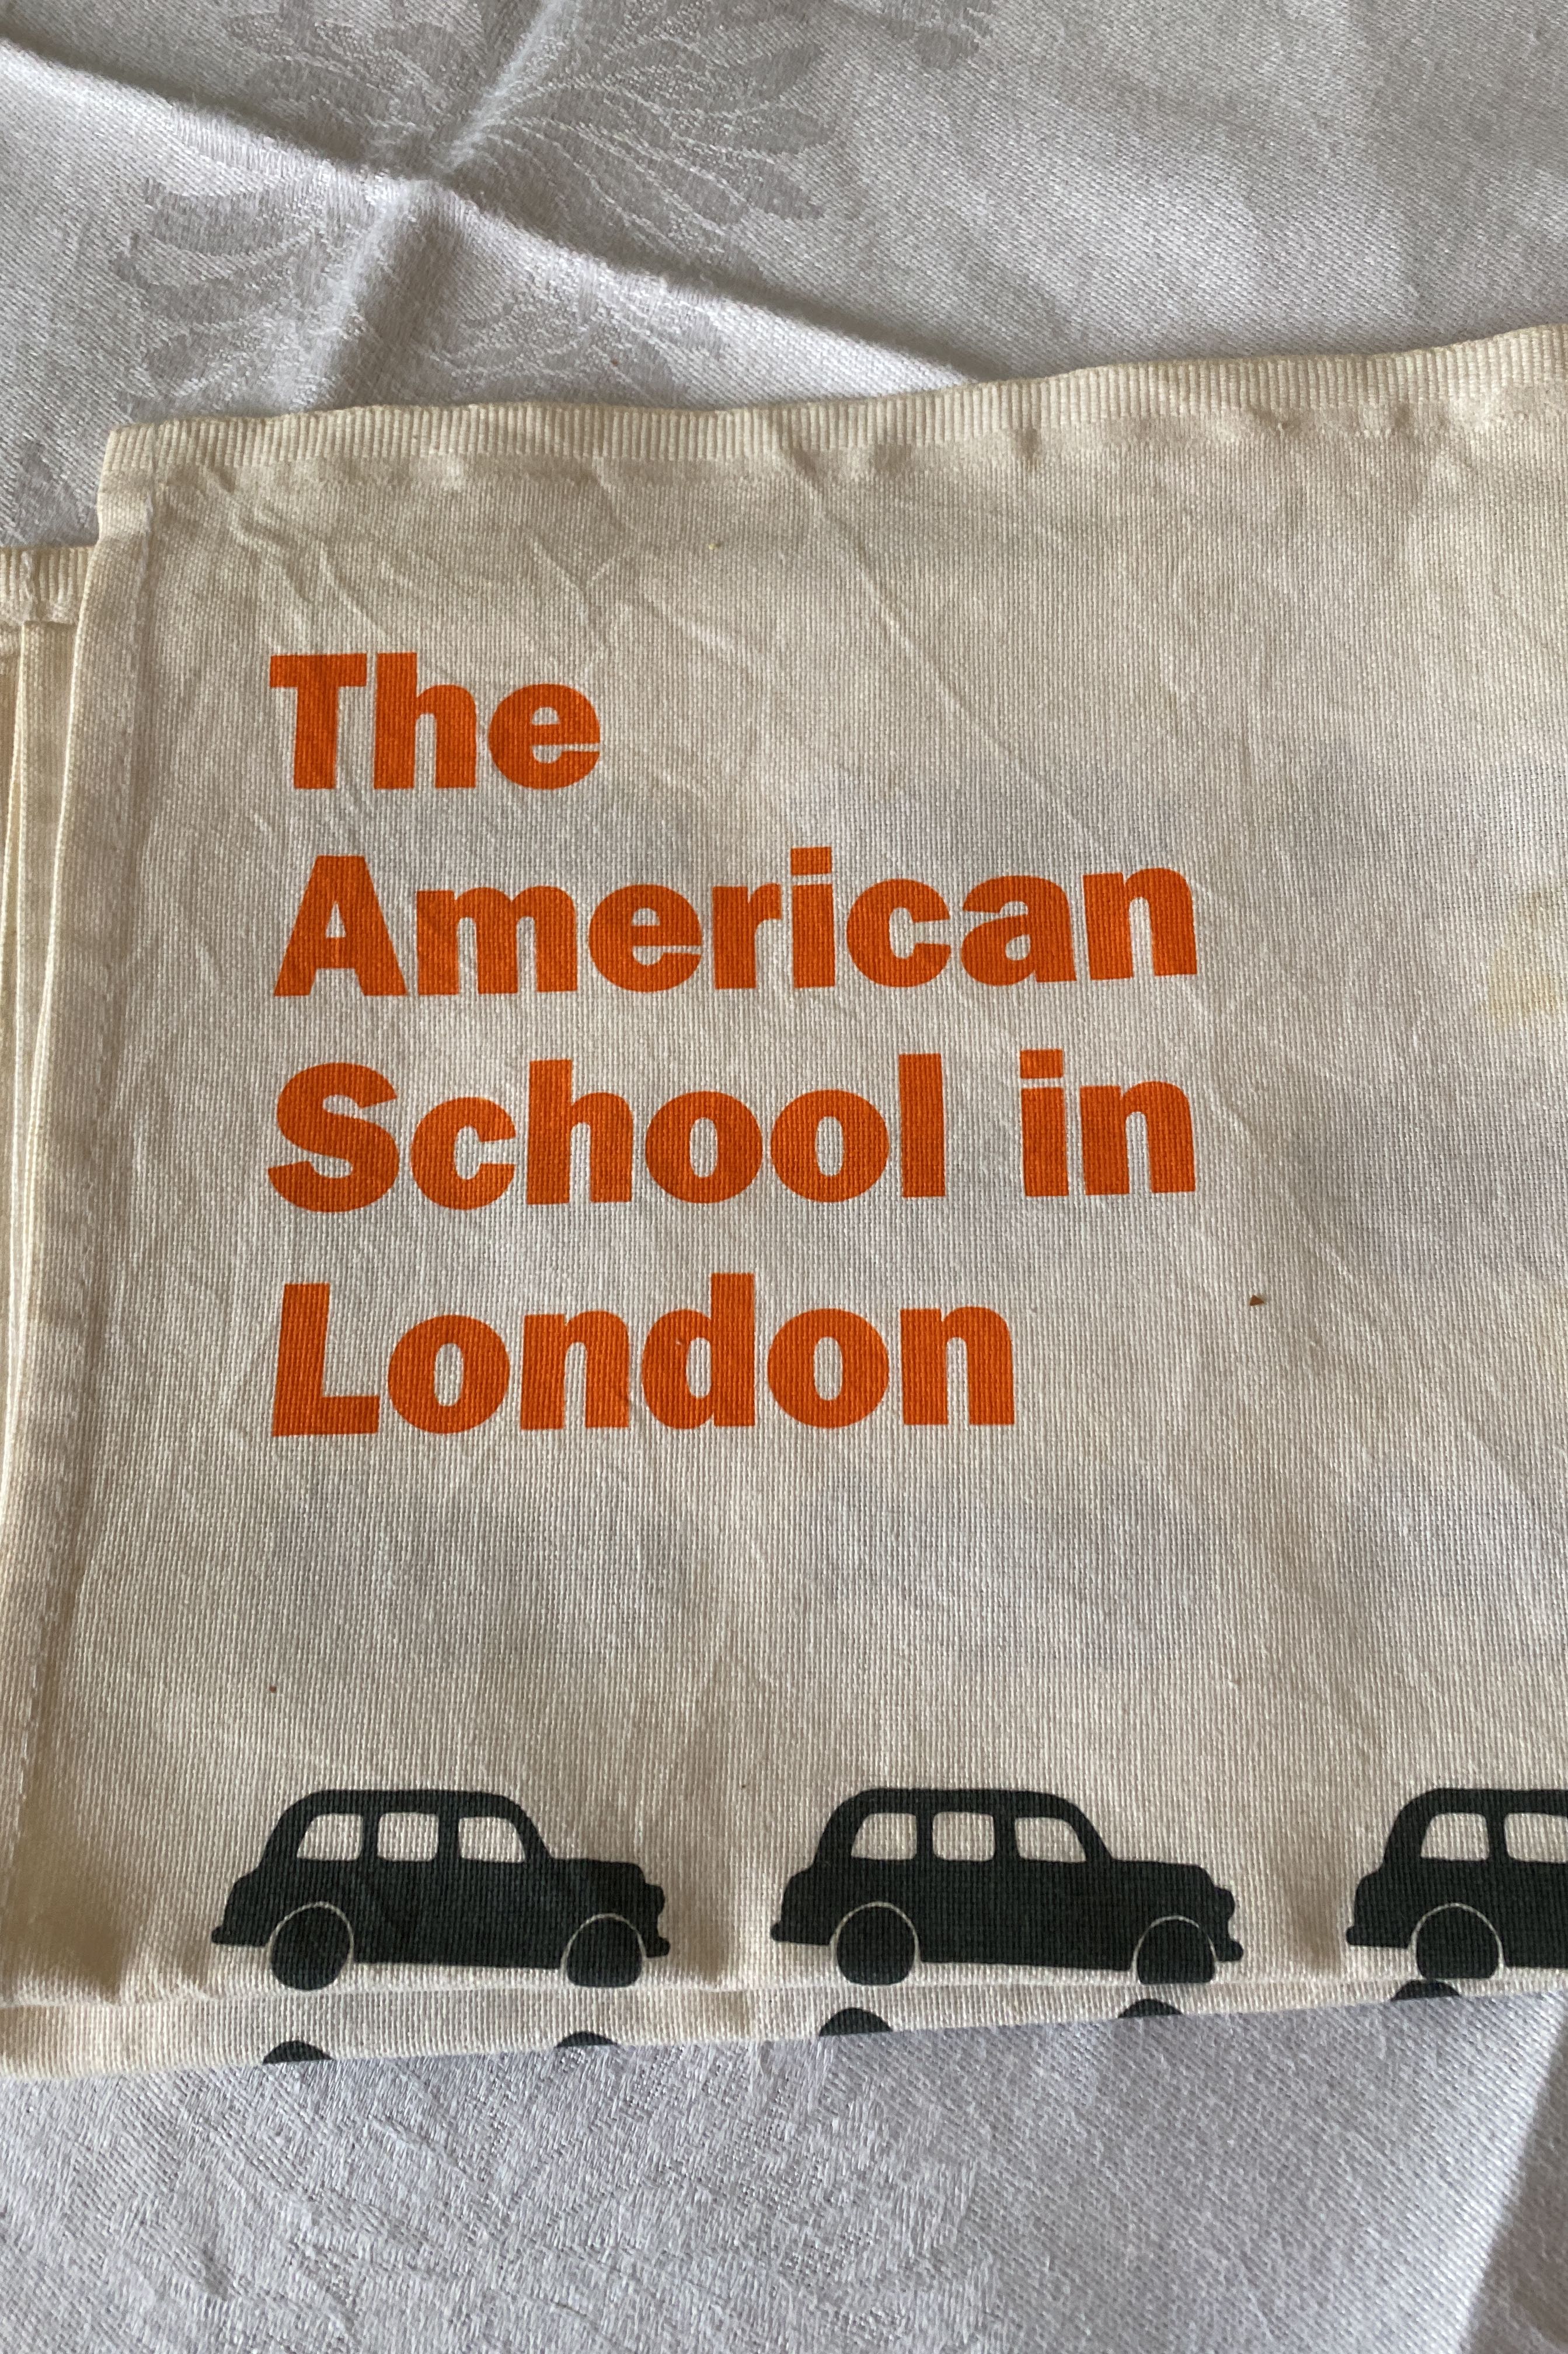 The
American
School in
London